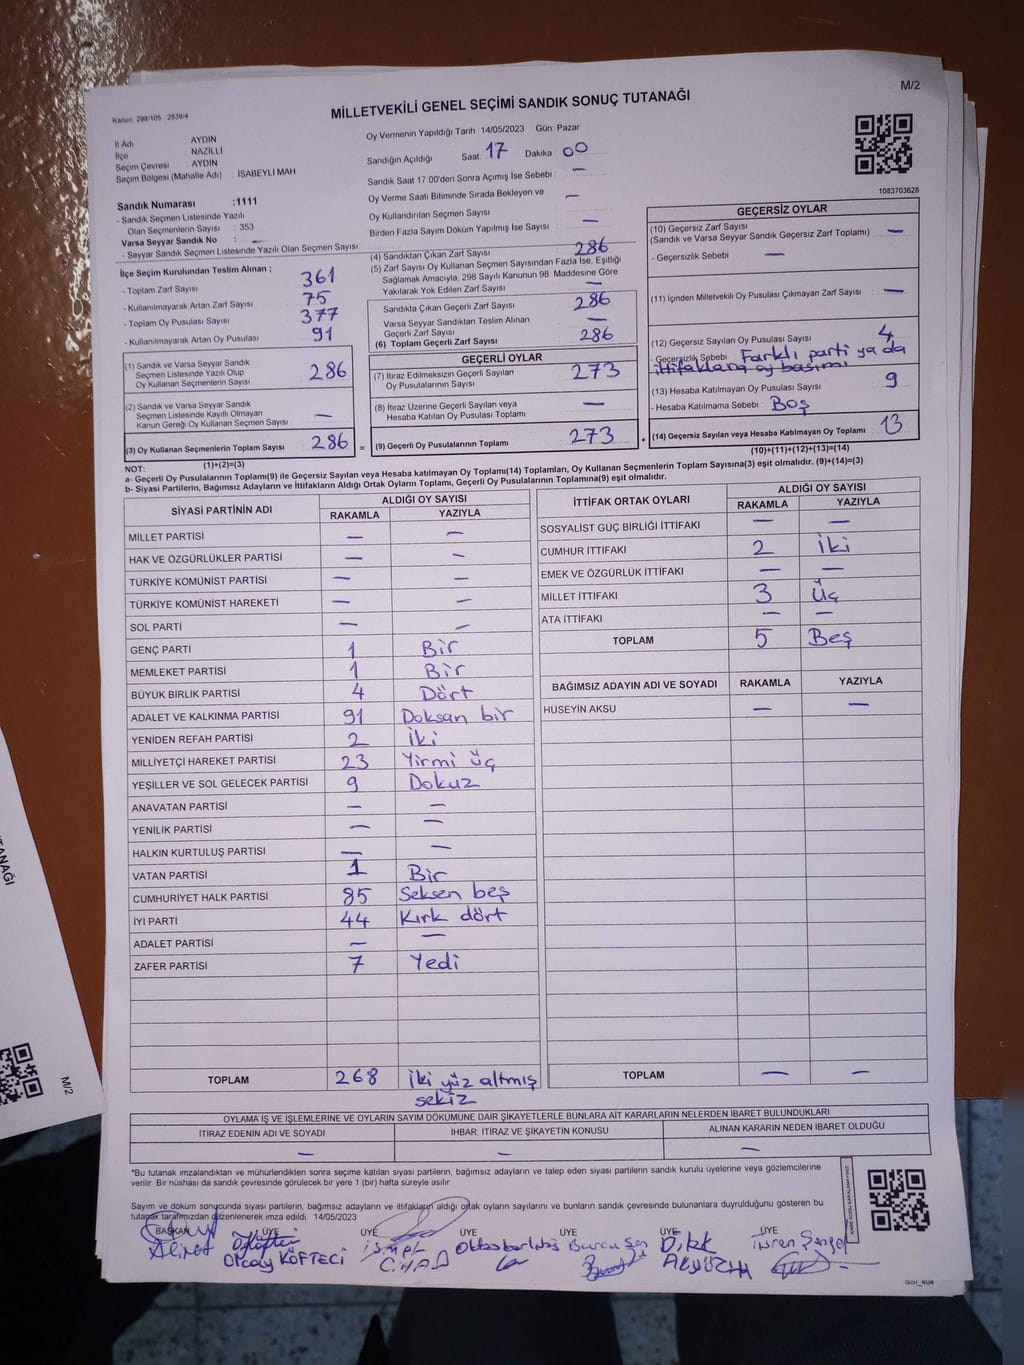 M/2
MİLLETVEKİLİ GENEL SEÇİMİ SANDIK SONUÇ TUTANAĞI
Kanun: 298/105 , 2839/4
İl Adı AYDIN
İlçe NAZİLLİ
Seçim Çevresi AYDIN
Seçim Bölgesi (Mahalle Adı) : İSABEYLİ MAH
Oy Vermenin Yapıldığı Tarih 14/05/2023 Gün: Pazar
Sandığın Açıldığı Saat: 17 Dakika 00
Sandık Saat 17.00'den Sonra Açımış İse Sebebi —
Oy Verme Saati Bitiminde Sırada Bekleyen ve —
Oy Kullandırılan Seçmen Sayısı
Birden Fazla Sayım Döküm Yapılmış İse Sayısı —
1083703628
Sandık Numarası :1111
- Sandık Seçmen Listesinde Yazılı
Olan Seçmenlerin Sayısı : 353
Varsa Seyyar Sandık No : —
- Seyyar Sandık Seçmen Listesinde Yazılı Olan Seçmen Sayısı:
İlçe Seçim Kurulundan Teslim Alınan ;
- Toplam Zarf Sayısı 361
- Kullanılmayarak Artan Zarf Sayısı 75
- Toplam Oy Pusulası Sayısı 377
- Kullanılmayarak Artan Oy Pusulası 91
(1) Sandık ve Varsa Seyyar Sandık
Seçmen Listesinde Yazılı Olup
Oy Kullanan Seçmenlerin Sayısı 286
(2) Sandık ve Varsa Seyyar Sandık
Listesinde Kayıtlı Olmayan
Kanun Gereği Oy Kullanan Seçmen Sayısı —
(3) Oy Kullanan Seçmenlerin Toplam Sayısı 286
(1)+(2)=(3)
(4) Sandıktan Çıkan Zarf Sayısı 286
(5) Zarf Sayısı Oy Kullanan Seçmen Sayısından Fazla İse, Eşitliği
Sağlamak Amacıyla, 298 Sayılı Kanunun 98. Maddesine Göre
Yakılarak Yok Edilen Zarf Sayısı —
Sandıkta Çıkan Geçerli Zarf Sayısı 286
Varsa Seyyar Sandıktan Teslim Alınan
Geçerli Zarf Sayısı —
(6) Toplam Geçerli Zarf Sayısı 286
GEÇERLİ OYLAR
(7) İtiraz Edilmeksizin Geçerli Sayılan
Oy Pusulalarının Sayısı 273
(8) İtiraz Üzerine Geçerli Sayılan veya
Hesaba Katılan Oy Pusulası Toplamı —
= (9) Geçerli Oy Pusulalarının Toplamı 273
GEÇERSİZ OYLAR
(10) Geçersiz Zarf Sayısı
(Sandık ve Varsa Seyyar Sandık Geçersiz Zarf Toplamı) —
- Geçersizlik Sebebi : —
(11) İçinden Milletvekili Oy Pusulası Çıkmayan Zarf Sayısı —
(12) Geçersiz Sayılan Oy Pusulası Sayısı 4
- Geçersizlik Sebebi : Farklı parti ya da
ittifaklara oy basımı
(13) Hesaba Katılmayan Oy Pusulası Sayısı 9
- Hesaba Katılmama Sebebi : Boş
+ (14) Geçersiz Sayılan veya Hesaba Katılmayan Oy Toplamı 13
(10)+(11)+(12)+(13)=(14)
NOT:
a- Geçerli Oy Pusulalarının Toplamı(9) ile Geçersiz Sayılan veya Hesaba katılmayan Oy Toplamı(14) Toplamları, Oy Kullanan Seçmenlerin Toplam Sayısına(3) eşit olmalıdır. (9)+(14)=(3)
b- Siyasi Partilerin, Bağımsız Adayların ve İttifakların Aldığı Ortak Oyların Toplamı, Geçerli Oy Pusulalarının Toplamına(9) eşit olmalıdır.
SİYASİ PARTİNİN ADI ALDIĞI OY SAYISI
RAKAMLA YAZIYLA
MİLLET PARTİSİ — —
HAK VE ÖZGÜRLÜKLER PARTİSİ — —
TÜRKİYE KOMÜNİST PARTİSİ — —
TÜRKİYE KOMÜNİST HAREKETİ — —
SOL PARTİ — —
GENÇ PARTİ 1 Bir
MEMLEKET PARTİSİ 1 Bir
BÜYÜK BİRLİK PARTİSİ 4 Dört
ADALET VE KALKINMA PARTİSİ 91 Doksan bir
YENİDEN REFAH PARTİSİ 2 İki
MİLLİYETÇİ HAREKET PARTİSİ 23 Yirmi üç
YEŞİLLER VE SOL GELECEK PARTİSİ 9 Dokuz
ANAVATAN PARTİSİ — —
YENİLİK PARTİSİ — —
HALKIN KURTULUŞ PARTİSİ — —
VATAN PARTİSİ 1 Bir
CUMHURİYET HALK PARTİSİ 85 Seksen beş
İYİ PARTİ 44 Kırk dört
ADALET PARTİSİ — —
ZAFER PARTİSİ 7 Yedi
TOPLAM 268 İki yüz altmış
sekiz
İTTİFAK ORTAK OYLARI ALDIĞI OY SAYISI
RAKAMLA YAZIYLA
SOSYALİST GÜÇ BİRLİĞİ İTTİFAKI — —
CUMHUR İTTİFAKI 2 İki
EMEK VE ÖZGÜRLÜK İTTİFAKI — —
MİLLET İTTİFAKI 3 Üç
ATA İTTİFAKI — —
TOPLAM 5 Beş
BAĞIMSIZ ADAYIN ADI VE SOYADI RAKAMLA YAZIYLA
HÜSEYİN AKSU — —
TOPLAM — —
OYLAMA İŞ VE İŞLEMLERİNE VE OYLARIN SAYIM DÖKÜMÜNE DAİR ŞİKAYETLERLE BUNLARA AİT KARARLARIN NELERDEN İBARET BULUNDUKLARI
İTİRAZ EDENİN ADI VE SOYADI İHBAR, İTİRAZ VE ŞİKAYETİN KONUSU ALINAN KARARIN NEDEN İBARET OLDUĞU
— — —
*Bu tutanak imzalandıktan ve mühürlendikten sonra seçime katılan siyasi partilerin, bağımsız adayların ve talep eden siyasi partilerin sandık kurulu üyelerine veya gözlemcilerine
verilir. Bir nüshası da sandık çevresinde görülecek bir yere 1 (bir) hafta süreyle asılır.
Sayım ve döküm sonucunda siyasi partilerin, bağımsız adayların ve ittifakların aldığı ortak oyların sayılarını ve bunların sandık çevresinde bulunanlara duyrulduğunu gösteren bu
tutanak tarafımızdan düzenlenerek imza edildi. 14/05/2023
BAŞKAN ÜYE ÜYE ÜYE ÜYE ÜYE
Olcay KÖFTECİ
Burcu Şen
Dilek
M/2